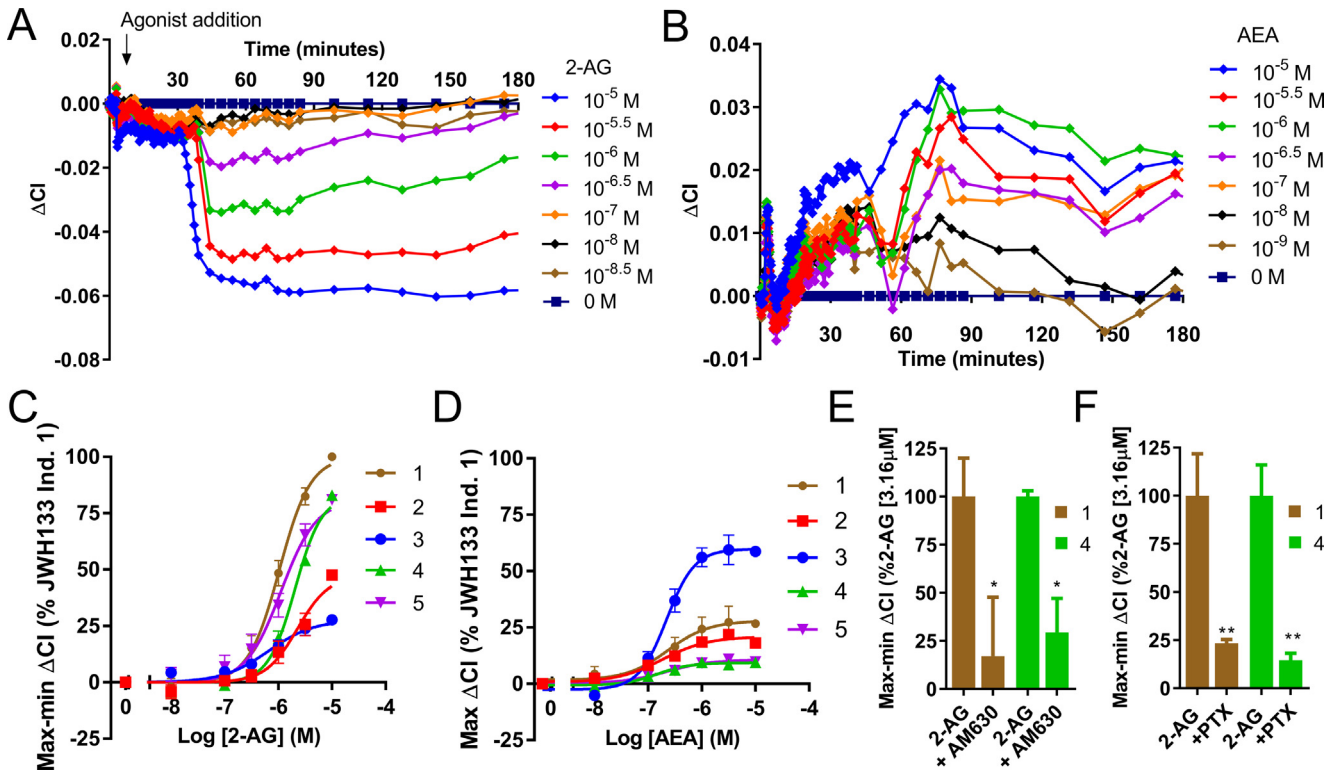 A
Agonist addition
Time (minutes)
0.02
0.00
-0.02
-0.04
-0.06
-0.08
30 60 90 120 150 180
ΔCI
2-AG
10^-5 M
10^-5.5 M
10^-6 M
10^-6.5 M
10^-7 M
10^-8 M
10^-8.5 M
0 M
B
0.04
0.03
0.02
0.01
0.00
-0.01
30 60 90 120 150 180
Time (minutes)
ΔCI
AEA
10^-5 M
10^-5.5 M
10^-6 M
10^-6.5 M
10^-7 M
10^-8 M
10^-9 M
0 M
C
Max-min ΔCI (% JWH133 Ind. 1)
100
75
50
25
0
-25
0 -8 -7 -6 -5 -4
Log [2-AG] (M)
1
2
3
4
5
D
Max ΔCI (% JWH133 Ind. 1)
100
75
50
25
0
-25
0 -8 -7 -6 -5 -4
Log [AEA] (M)
1
2
3
4
5
E
Max-min ΔCI (%2-AG [3.16μM]
125
100
75
50
25
0
* *
1
4
2-AG
+ AM630
2-AG
+ AM630
F
Max-min ΔCI (%2-AG [3.16μM]
125
100
75
50
25
0
** **
1
4
2-AG
+PTX
2-AG
+PTX